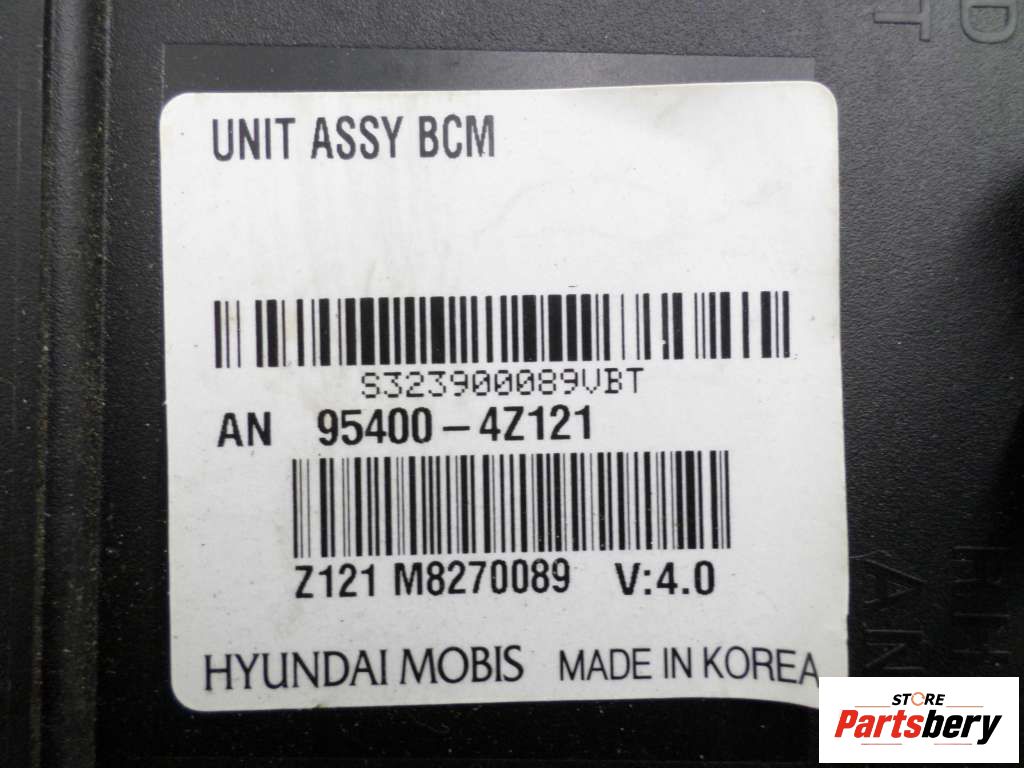 UNIT ASSY BCM
S323900089VBT
AN 95400-4Z121
Z121 M8270089 V:4.0
HYUNDAI MOBIS MADE IN KOREA
STORE
Partsbery